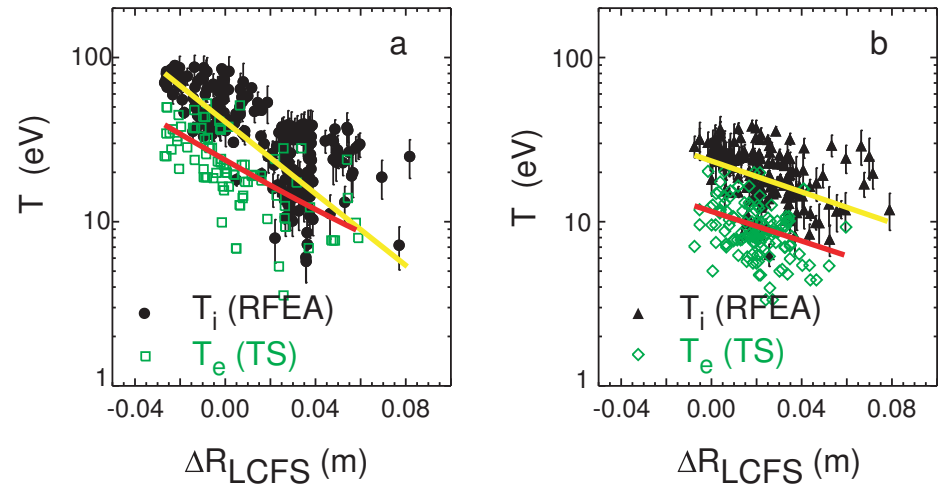 a
b
100
10
1
T (eV)
T_i (RFEA)
T_e (TS)
-0.04 0.00 0.04 0.08
ΔR_LCFS (m)
100
10
1
T (eV)
T_i (RFEA)
T_e (TS)
-0.04 0.00 0.04 0.08
ΔR_LCFS (m)